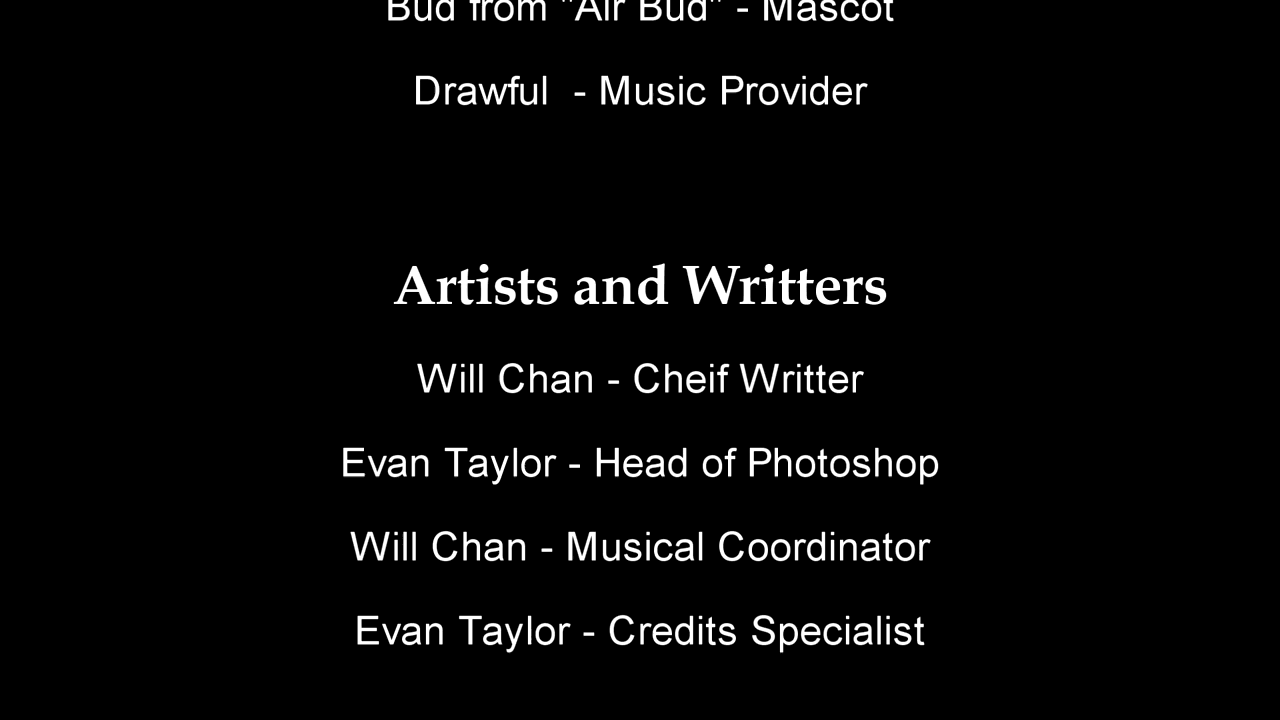 Bud from "Air Bud" - Mascot
Drawful  - Music Provider
Artists and Writters
Will Chan - Cheif Writter
Evan Taylor - Head of Photoshop
Will Chan - Musical Coordinator
Evan Taylor - Credits Specialist